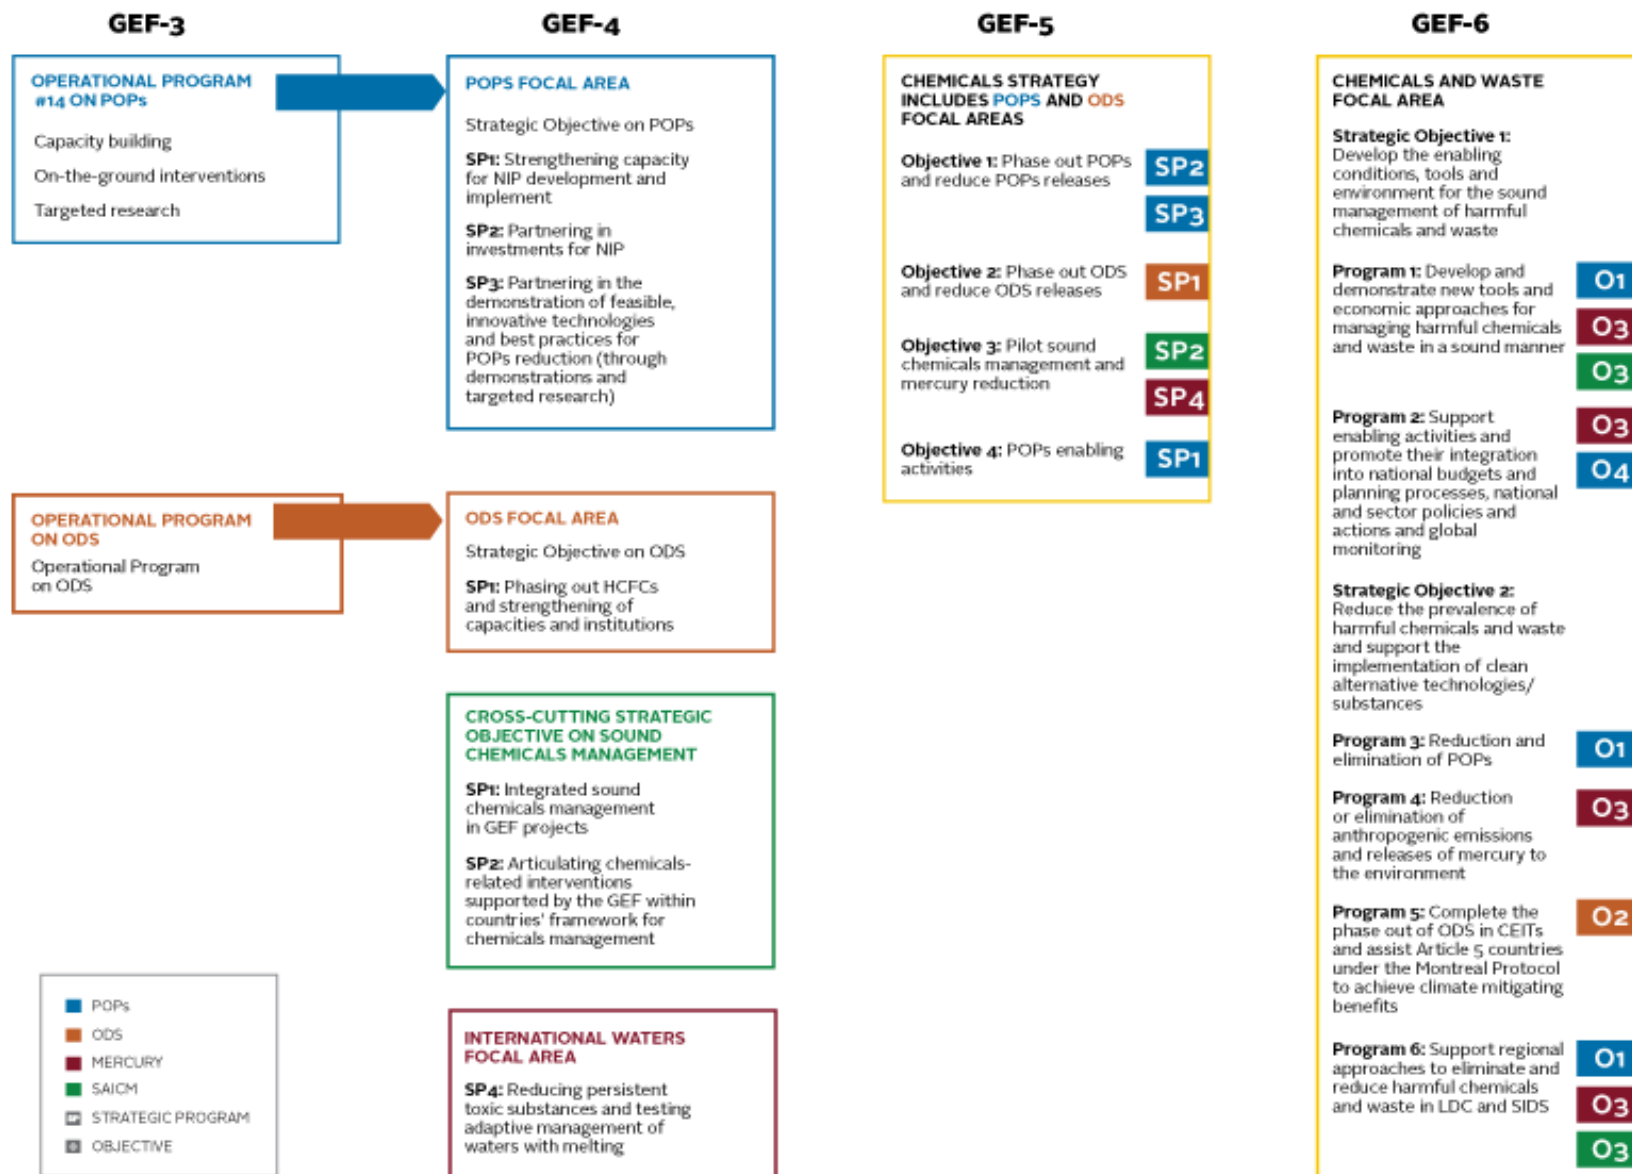 GEF-3
OPERATIONAL PROGRAM
#14 ON POPs
Capacity building
On-the-ground interventions
Targeted research
OPERATIONAL PROGRAM
ON ODS
Operational Program
on ODS
POPs
ODS
MERCURY
SAICM
STRATEGIC PROGRAM
OBJECTIVE
GEF-4
POPS FOCAL AREA
Strategic Objective on POPs
SP1: Strengthening capacity
for NIP development and
implement
SP2: Partnering in
investments for NIP
SP3: Partnering in the
demonstration of feasible,
innovative technologies
and best practices for
POPs reduction (through
demonstrations and
targeted research)
ODS FOCAL AREA
Strategic Objective on ODS
SP1: Phasing out HCFCs
and strengthening of
capacities and institutions
CROSS-CUTTING STRATEGIC
OBJECTIVE ON SOUND
CHEMICALS MANAGEMENT
SP1: Integrated sound
chemicals management
in GEF projects
SP2: Articulating chemicals-
related interventions
supported by the GEF within
countries' framework for
chemicals management
INTERNATIONAL WATERS
FOCAL AREA
SP4: Reducing persistent
toxic substances and testing
adaptive management of
waters with melting
GEF-5
CHEMICALS STRATEGY
INCLUDES POPS AND ODS
FOCAL AREAS
Objective 1: Phase out POPs
and reduce POPs releases
SP2
SP3
Objective 2: Phase out ODS
and reduce ODS releases
SP1
Objective 3: Pilot sound
chemicals management and
mercury reduction
SP2
SP4
Objective 4: POPs enabling
activities
SP1
GEF-6
CHEMICALS AND WASTE
FOCAL AREA
Strategic Objective 1:
Develop the enabling
conditions, tools and
environment for the sound
management of harmful
chemicals and waste
Program 1: Develop and
demonstrate new tools and
economic approaches for
managing harmful chemicals
and waste in a sound manner
O1
O3
O3
Program 2: Support
enabling activities and
promote their integration
into national budgets and
planning processes, national
and sector policies and
actions and global
monitoring
O3
O4
Strategic Objective 2:
Reduce the prevalence of
harmful chemicals and waste
and support the
implementation of clean
alternative technologies/
substances
Program 3: Reduction and
elimination of POPs
O1
Program 4: Reduction
or elimination of
anthropogenic emissions
and releases of mercury to
the environment
O3
Program 5: Complete the
phase out of ODS in CEITs
and assist Article 5 countries
under the Montreal Protocol
to achieve climate mitigating
benefits
O2
Program 6: Support regional
approaches to eliminate and
reduce harmful chemicals
and waste in LDC and SIDS
O1
O3
O3